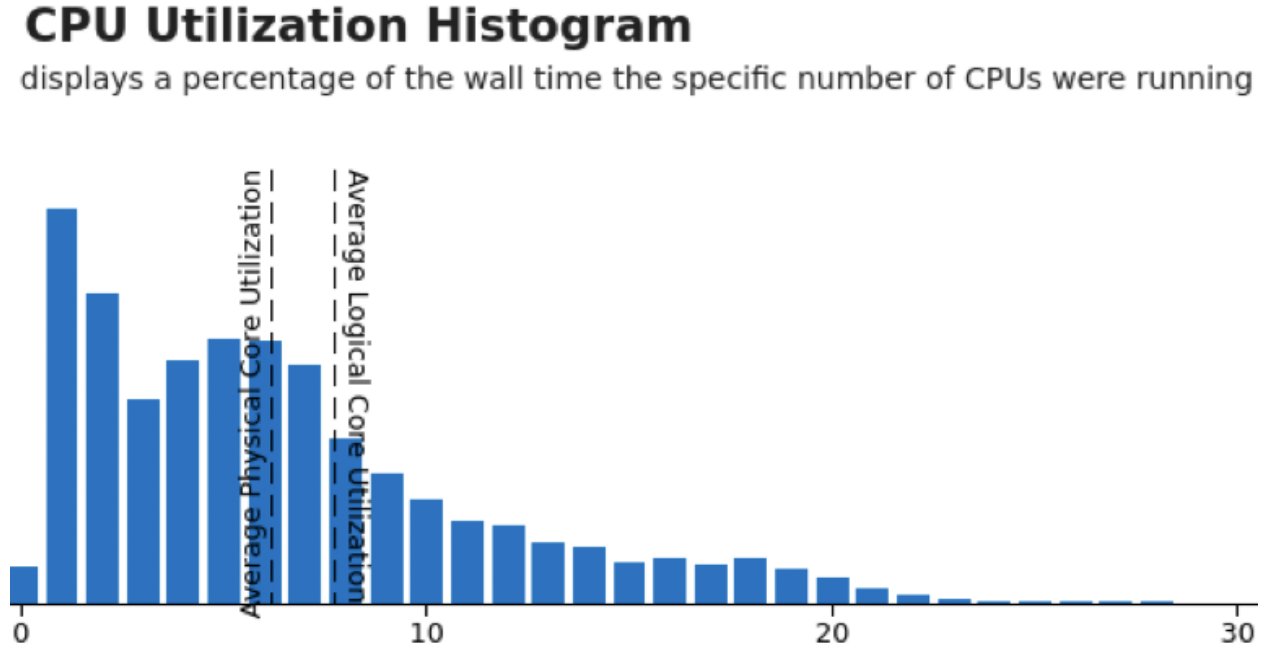 CPU Utilization Histogram
displays a percentage of the wall time the specific number of CPUs were running
Average Physical Core Utilization
Average Logical Core Utilization
0 10 20 30